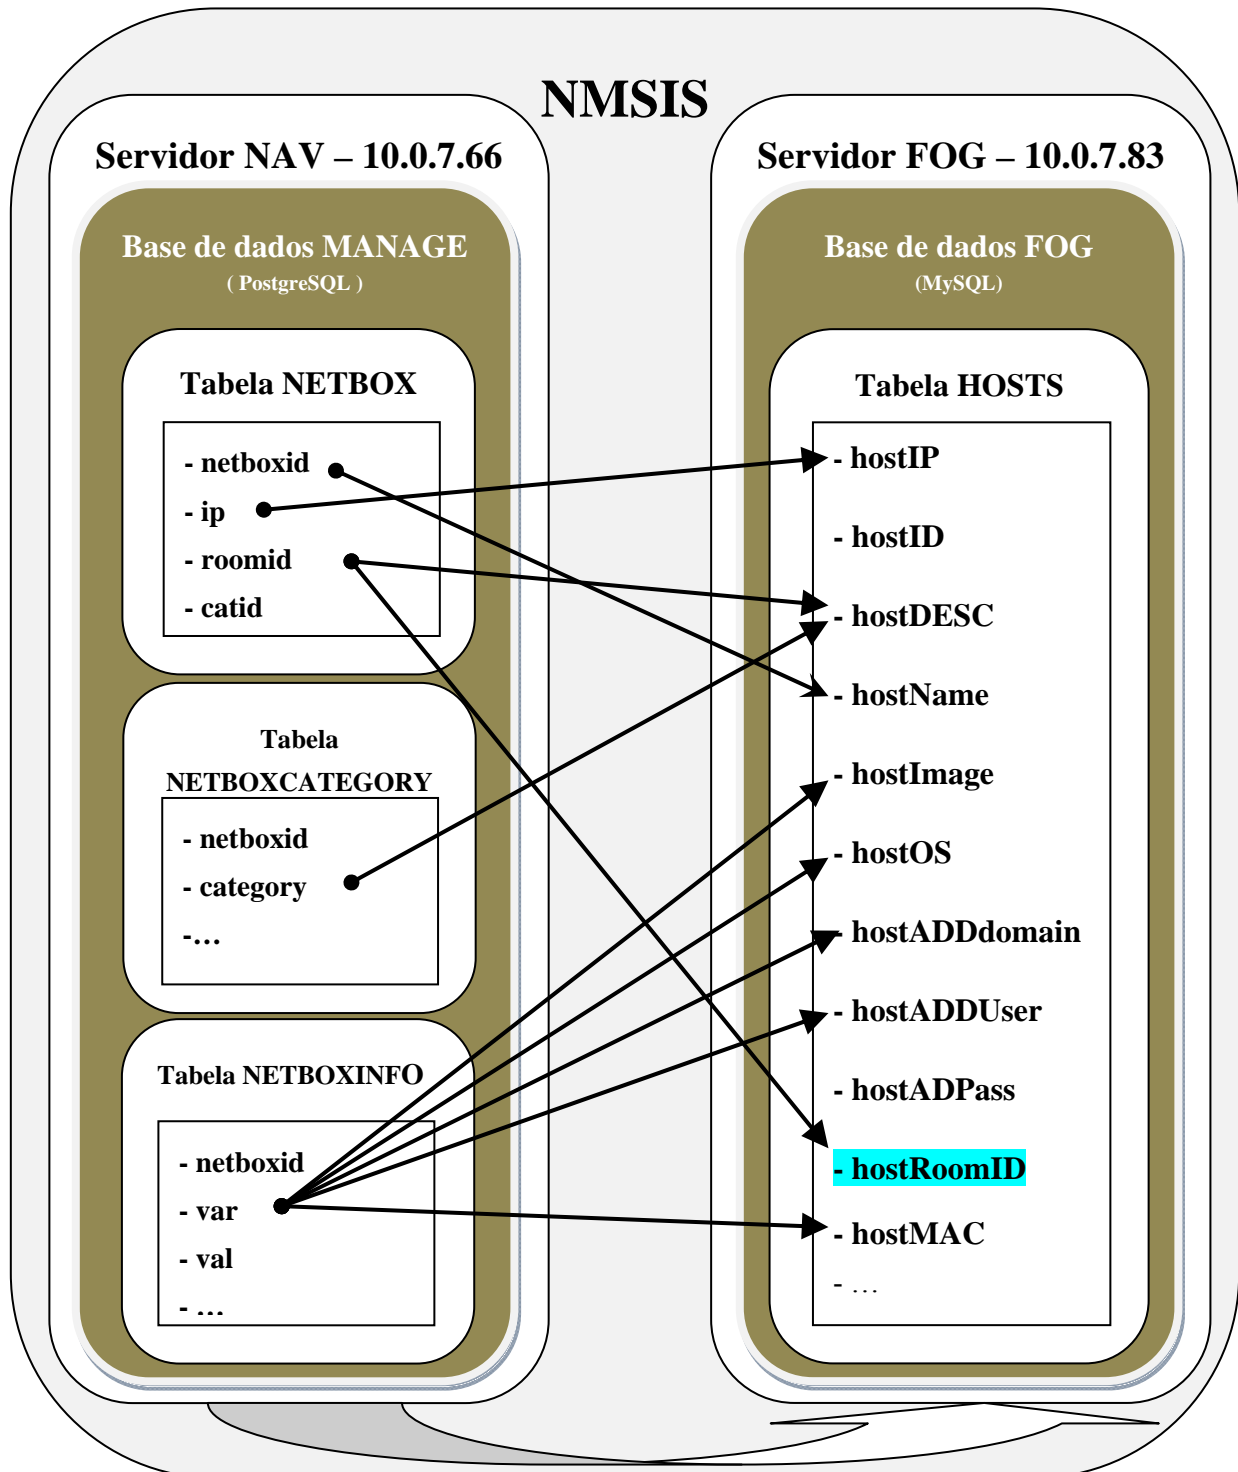 NMSIS
Servidor NAV – 10.0.7.66
Base de dados MANAGE
( PostgreSQL )
Tabela NETBOX
- netboxid
- ip
- roomid
- catid
Tabela
NETBOXCATEGORY
- netboxid
- category
-…
Tabela NETBOXINFO
- netboxid
- var
- val
- …
Servidor FOG – 10.0.7.83
Base de dados FOG
(MySQL)
Tabela HOSTS
- hostIP
- hostID
- hostDESC
- hostName
- hostImage
- hostOS
- hostADDdomain
- hostADDUser
- hostADPass
- hostRoomID
- hostMAC
- …